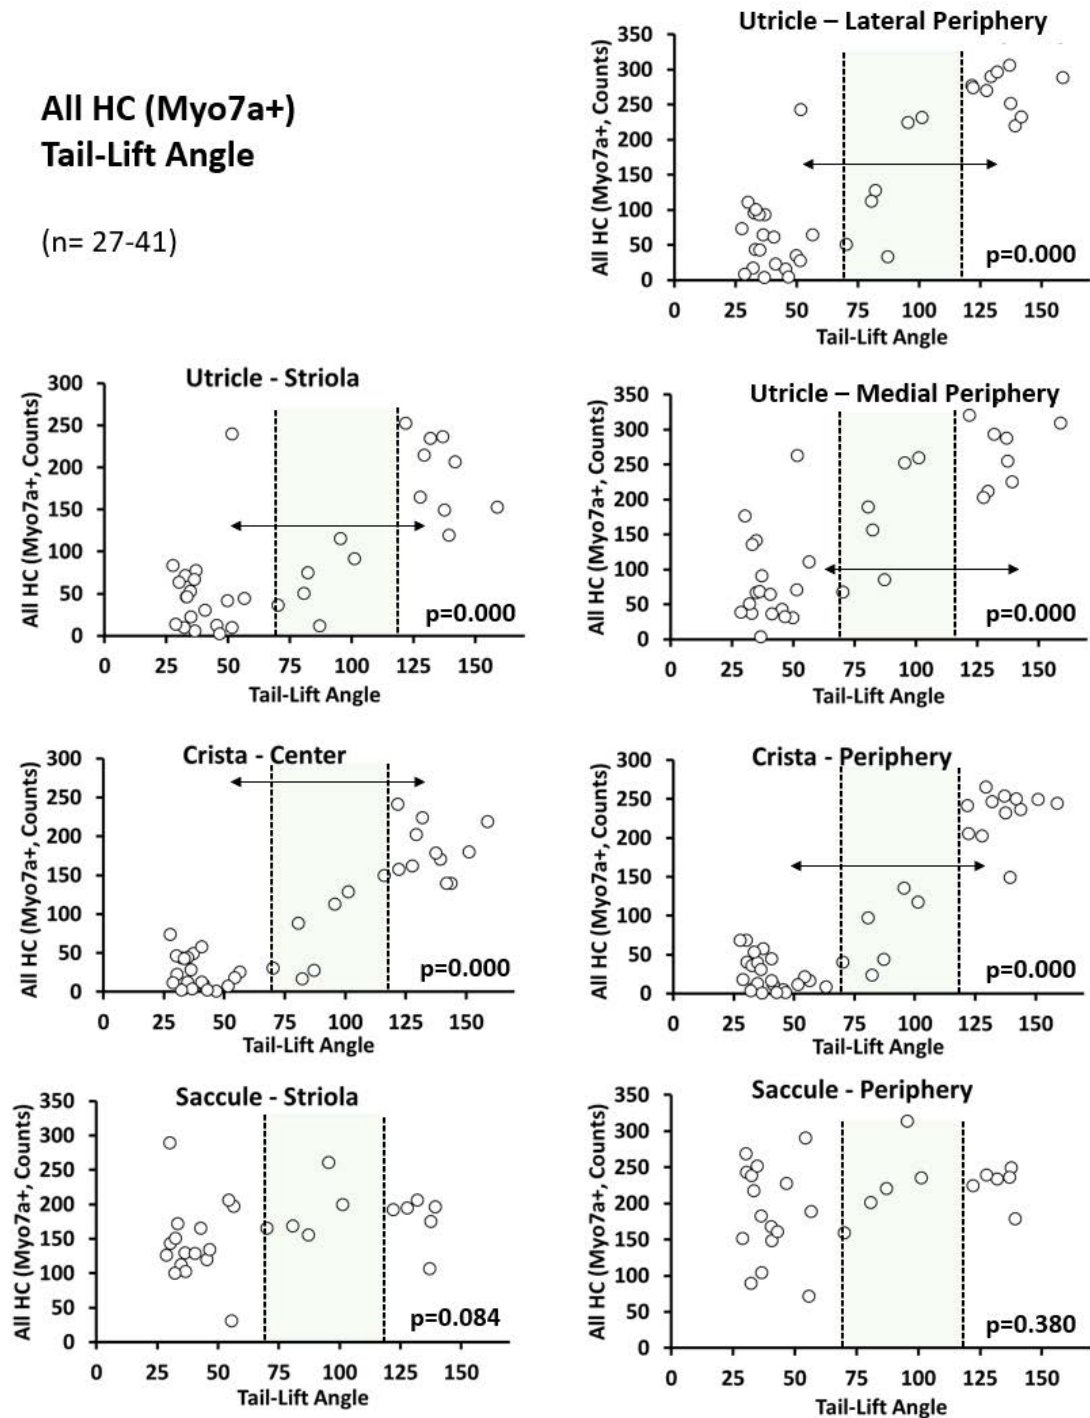 All HC (Myo7a+)
Tail-Lift Angle
(n= 27-41)
Utricle – Lateral Periphery
All HC (Myo7a+, Counts)
350
300
250
200
150
100
50
0
p=0.000
0 25 50 75 100 125 150
Tail-Lift Angle
Utricle - Striola
All HC (Myo7a+, Counts)
300
250
200
150
100
50
0
p=0.000
0 25 50 75 100 125 150
Tail-Lift Angle
Utricle – Medial Periphery
All HC (Myo7a+, Counts)
350
300
250
200
150
100
50
0
p=0.000
0 25 50 75 100 125 150
Tail-Lift Angle
Crista - Center
All HC (Myo7a+, Counts)
300
250
200
150
100
50
0
p=0.000
0 25 50 75 100 125 150
Tail-Lift Angle
Crista - Periphery
All HC (Myo7a+, Counts)
300
250
200
150
100
50
0
p=0.000
0 25 50 75 100 125 150
Tail-Lift Angle
Saccule - Striola
All HC (Myo7a+, Counts)
350
300
250
200
150
100
50
0
p=0.084
0 25 50 75 100 125 150
Tail-Lift Angle
Saccule - Periphery
All HC (Myo7a+, Counts)
350
300
250
200
150
100
50
0
p=0.380
0 25 50 75 100 125 150
Tail-Lift Angle